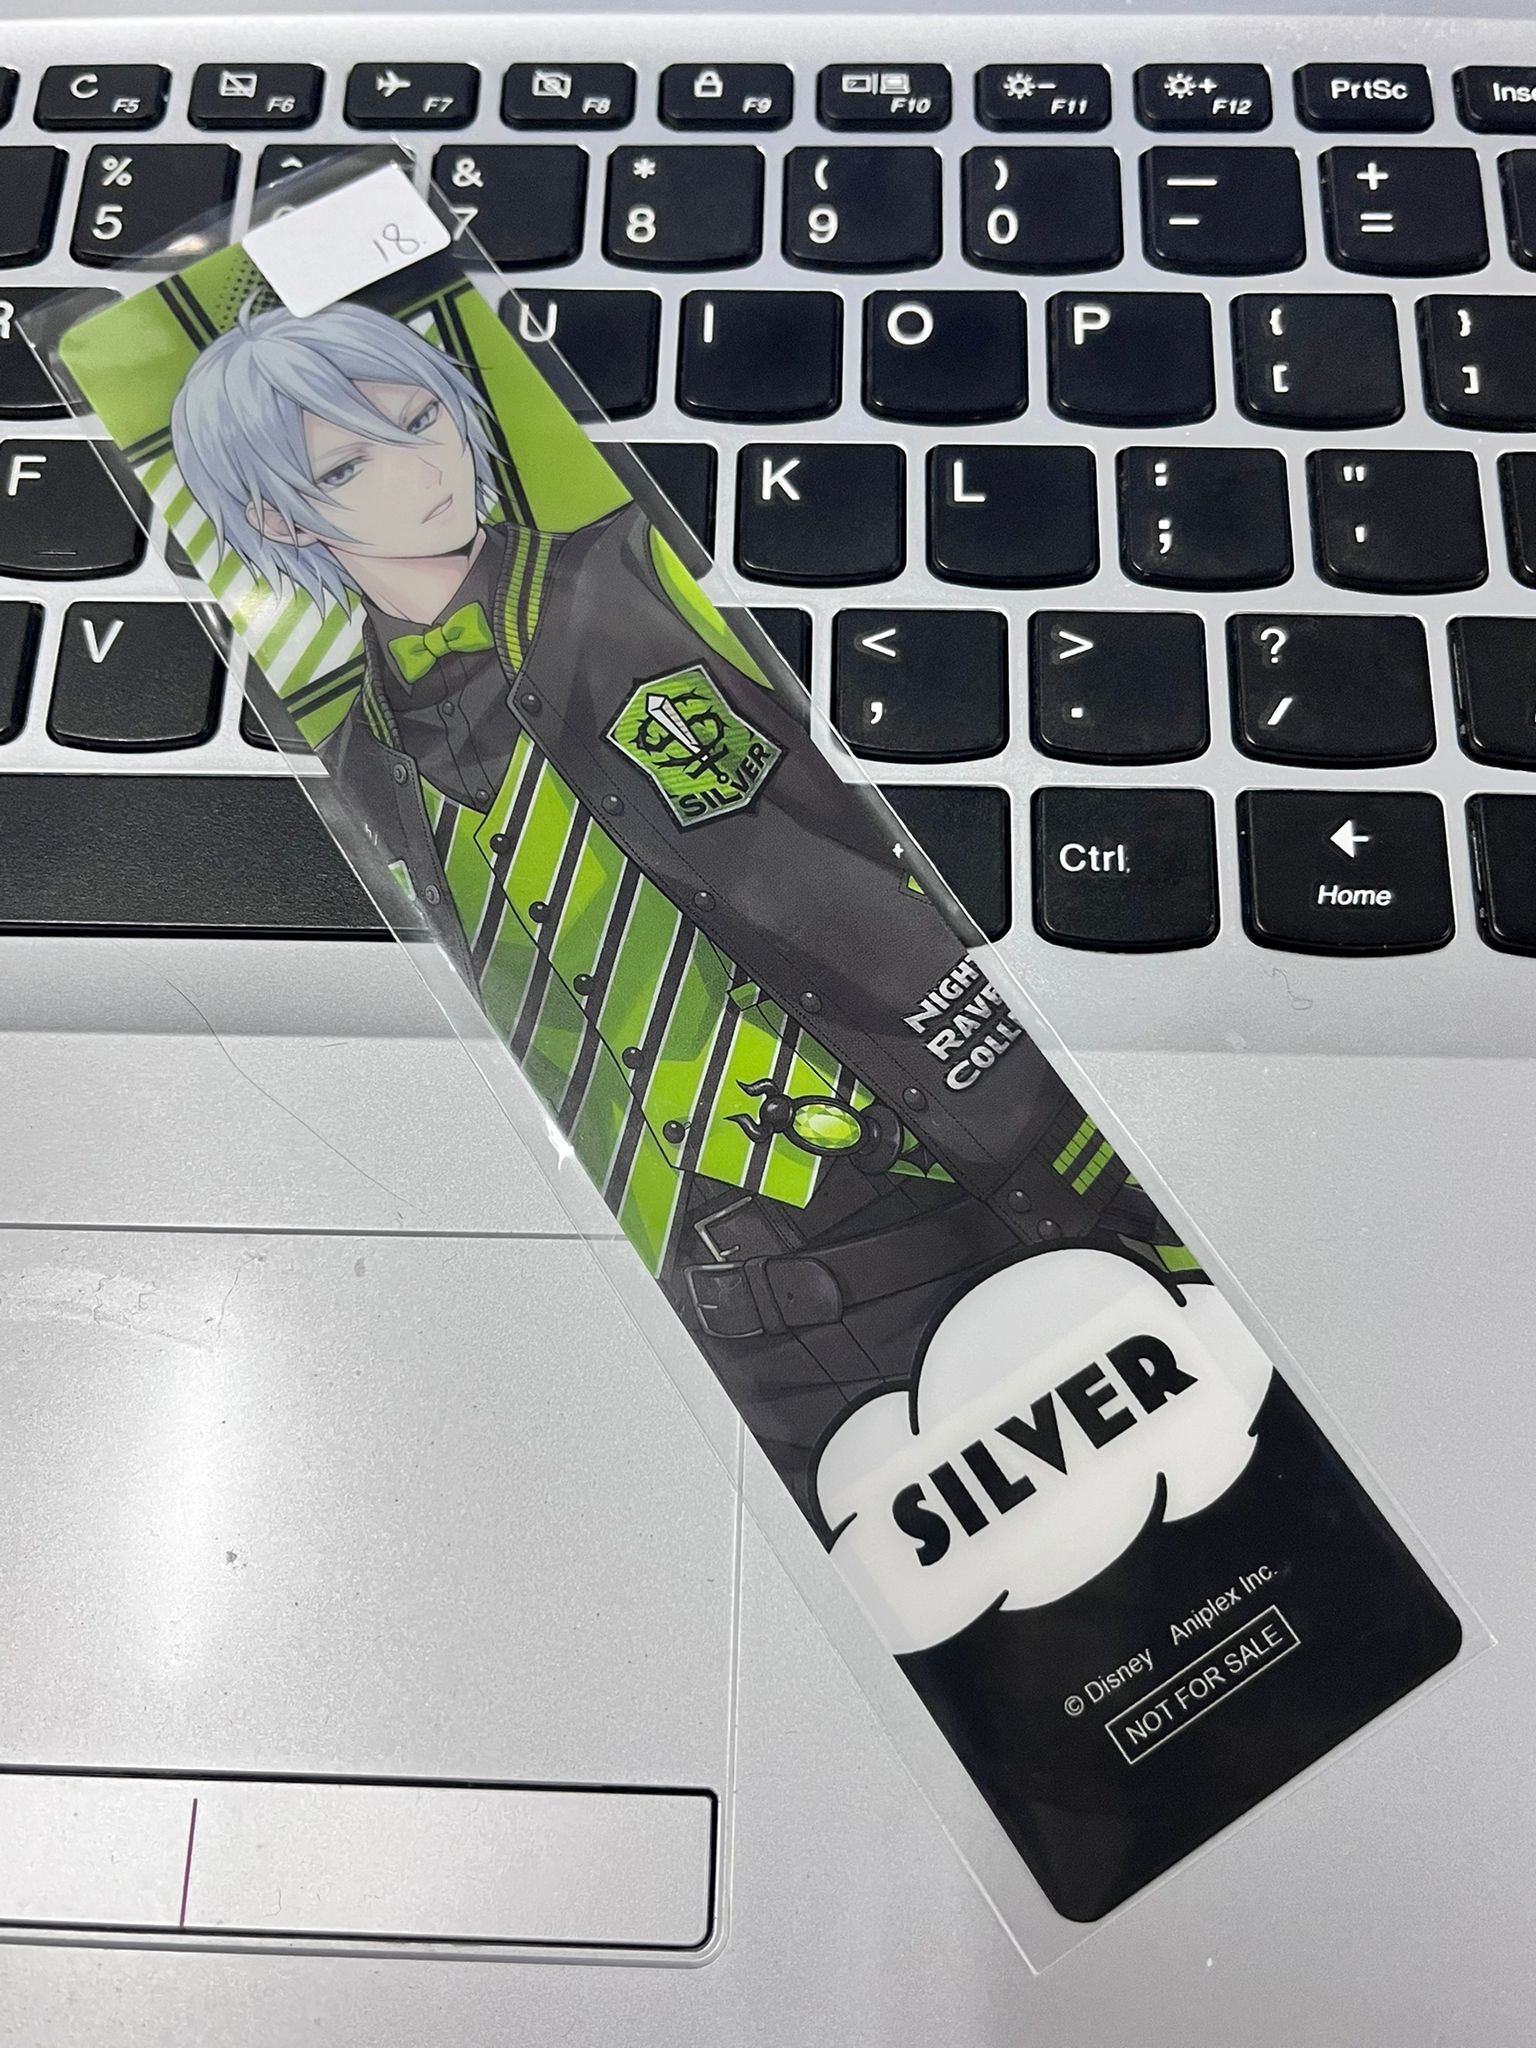 F5
F6
F7
F8
F9
F10
F11
F12
PrtSc
%
5
&
7
*
8
(
9
)
0
—
-
+
=
18.
U
I
O
P
{
[
}
]
F
K
L
:
;
"
'
V
<
,
>
.
?
/
Ctrl
Home
SILVER
NIGHT
RAVE
COLL
SILVER
© Disney Aniplex Inc.
NOT FOR SALE